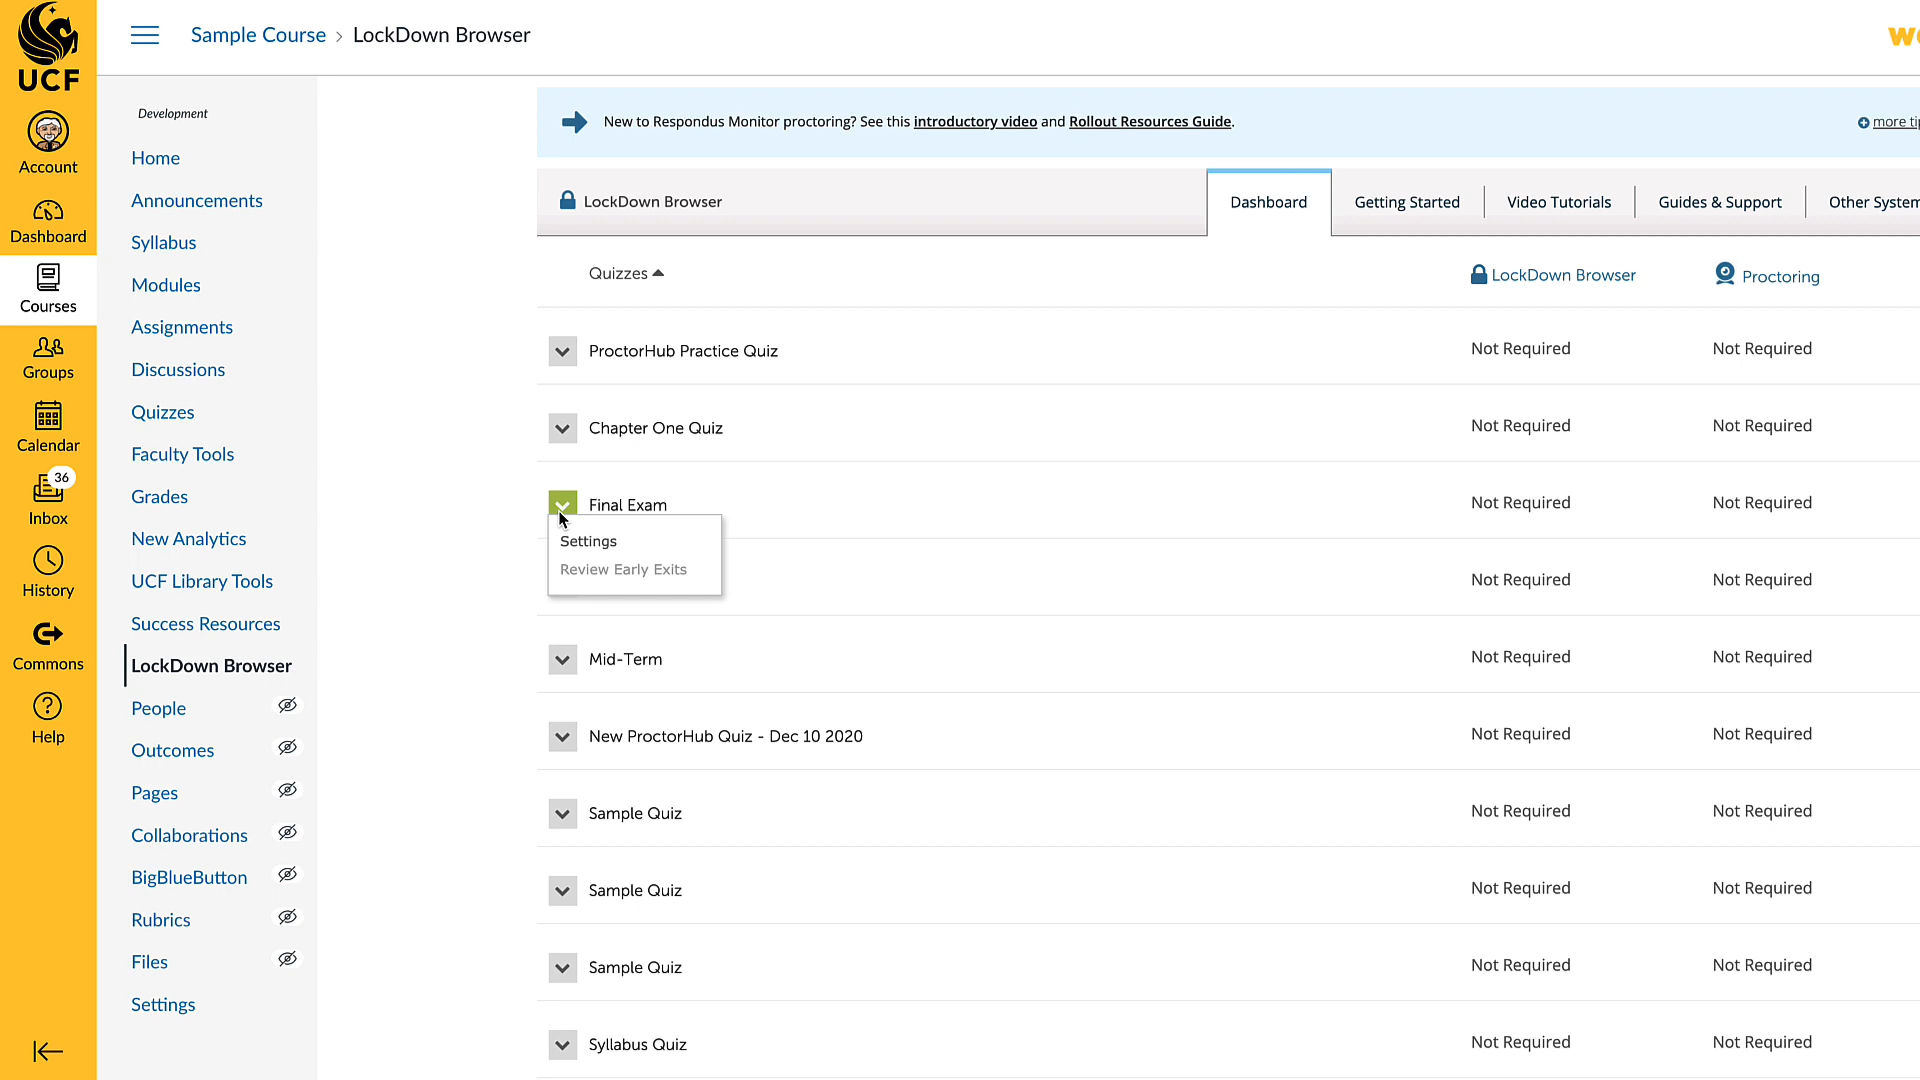 UCF
Account
Dashboard
Courses
Groups
Calendar
36
Inbox
History
Commons
Help
Sample Course › LockDown Browser
Development
Home
Announcements
Syllabus
Modules
Assignments
Discussions
Quizzes
Faculty Tools
Grades
New Analytics
UCF Library Tools
Success Resources
LockDown Browser
People
Outcomes
Pages
Collaborations
BigBlueButton
Rubrics
Files
Settings
New to Respondus Monitor proctoring? See this introductory video and Rollout Resources Guide.
more
LockDown Browser
Dashboard
Getting Started
Video Tutorials
Guides & Support
Other System
Quizzes LockDown Browser Proctoring
ProctorHub Practice Quiz Not Required Not Required
Chapter One Quiz Not Required Not Required
Final Exam Not Required Not Required
Settings
Review Early Exits
Not Required Not Required
Mid-Term Not Required Not Required
New ProctorHub Quiz - Dec 10 2020 Not Required Not Required
Sample Quiz Not Required Not Required
Sample Quiz Not Required Not Required
Sample Quiz Not Required Not Required
Syllabus Quiz Not Required Not Required